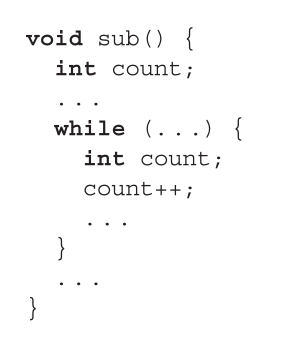 void sub() {
  int count;
  ...
  while (...) {
    int count;
    count++;
    ...
  }
  ...
}